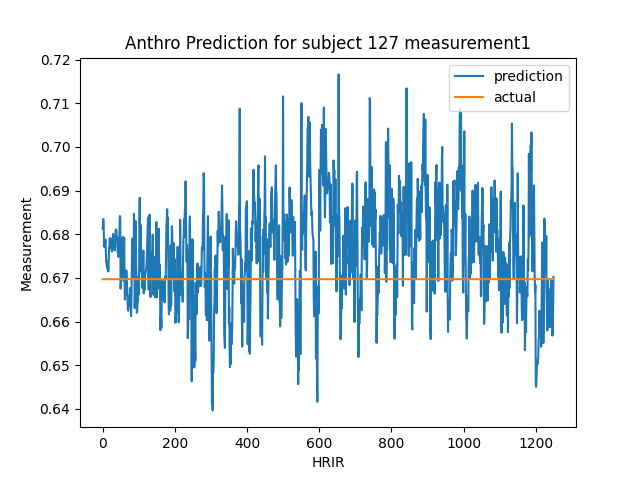 Anthro Prediction for subject 127 measurement1
prediction
actual
Measurement
0.72
0.71
0.70
0.69
0.68
0.67
0.66
0.65
0.64
0 200 400 600 800 1000 1200
HRIR